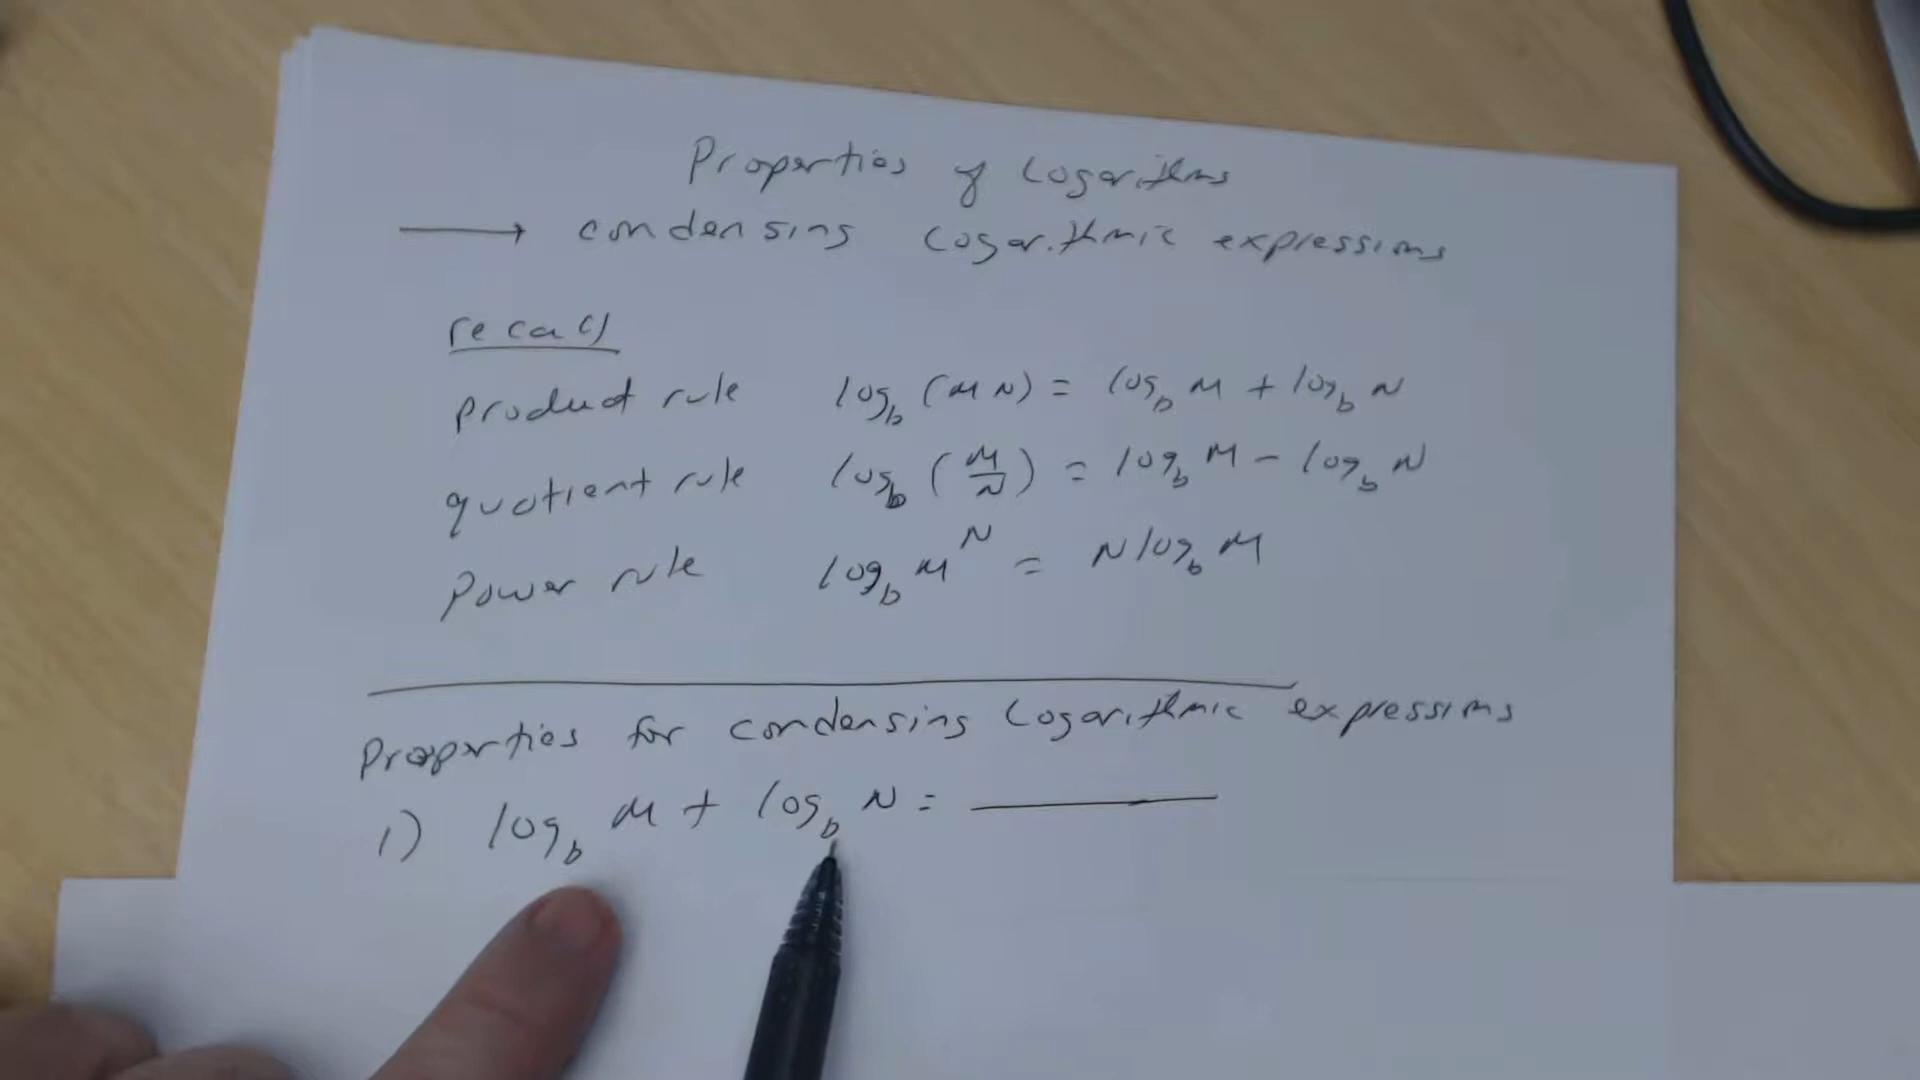 Properties of Logarithms
→ condensing Logarithmic expressions
recall
product rule log_b (MN) = log_b M + log_b N
quotient rule log_b (M/N) = log_b M - log_b N
Power rule log_b M^N = N log_b M
Properties for condensing Logarithmic expressions
1) log_b M + log_b N = ______